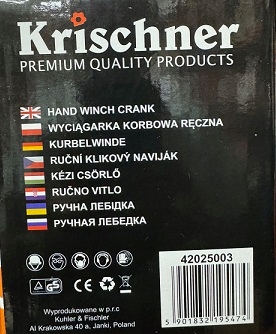 Krischner
PREMIUM QUALITY PRODUCTS
HAND WINCH CRANK
WYCIĄGARKA KORBOWA RĘCZNA
KURBELWINDE
RUČNÍ KLIKOVÝ NAVIJÁK
KÉZI CSÖRLŐ
RUČNO VITLO
РУЧНА ЛЕБІДКА
РУЧНАЯ ЛЕБЕДКА
42025003
5 901832 195474
Wyprodukowane w p.r.c
Kuhler & Fischler
Al Krakowska 40 a, Janki, Poland